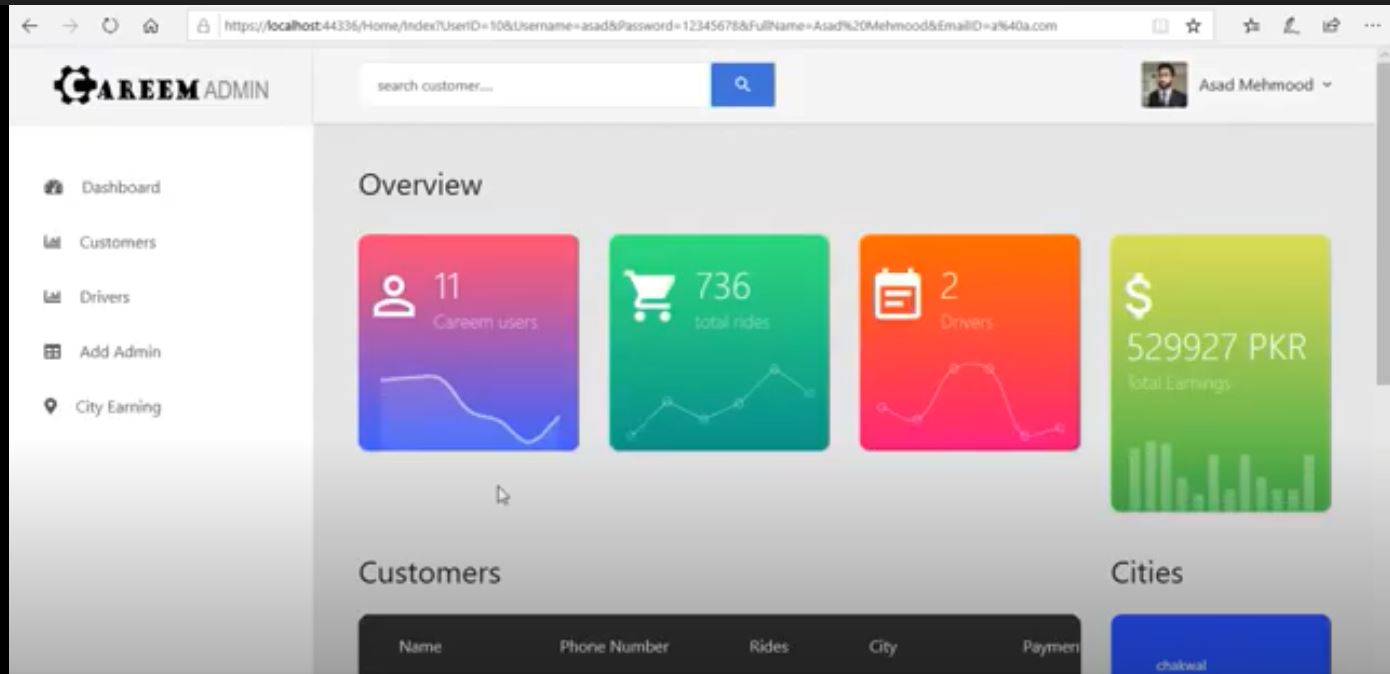 https://localhost:44336/Home/Index?UserID=10&Username=asad&Password=12345678&FullName=Asad%20Mehmood&EmailID=a%40a.com
CAREEM ADMIN
search customer....
Asad Mehmood
Dashboard
Customers
Drivers
Add Admin
City Earning
Overview
11
Careem users
736
total rides
2
Drivers
$
529927 PKR
Total Earnings
Customers
Cities
Name Phone Number Rides City Paymen
chakwal